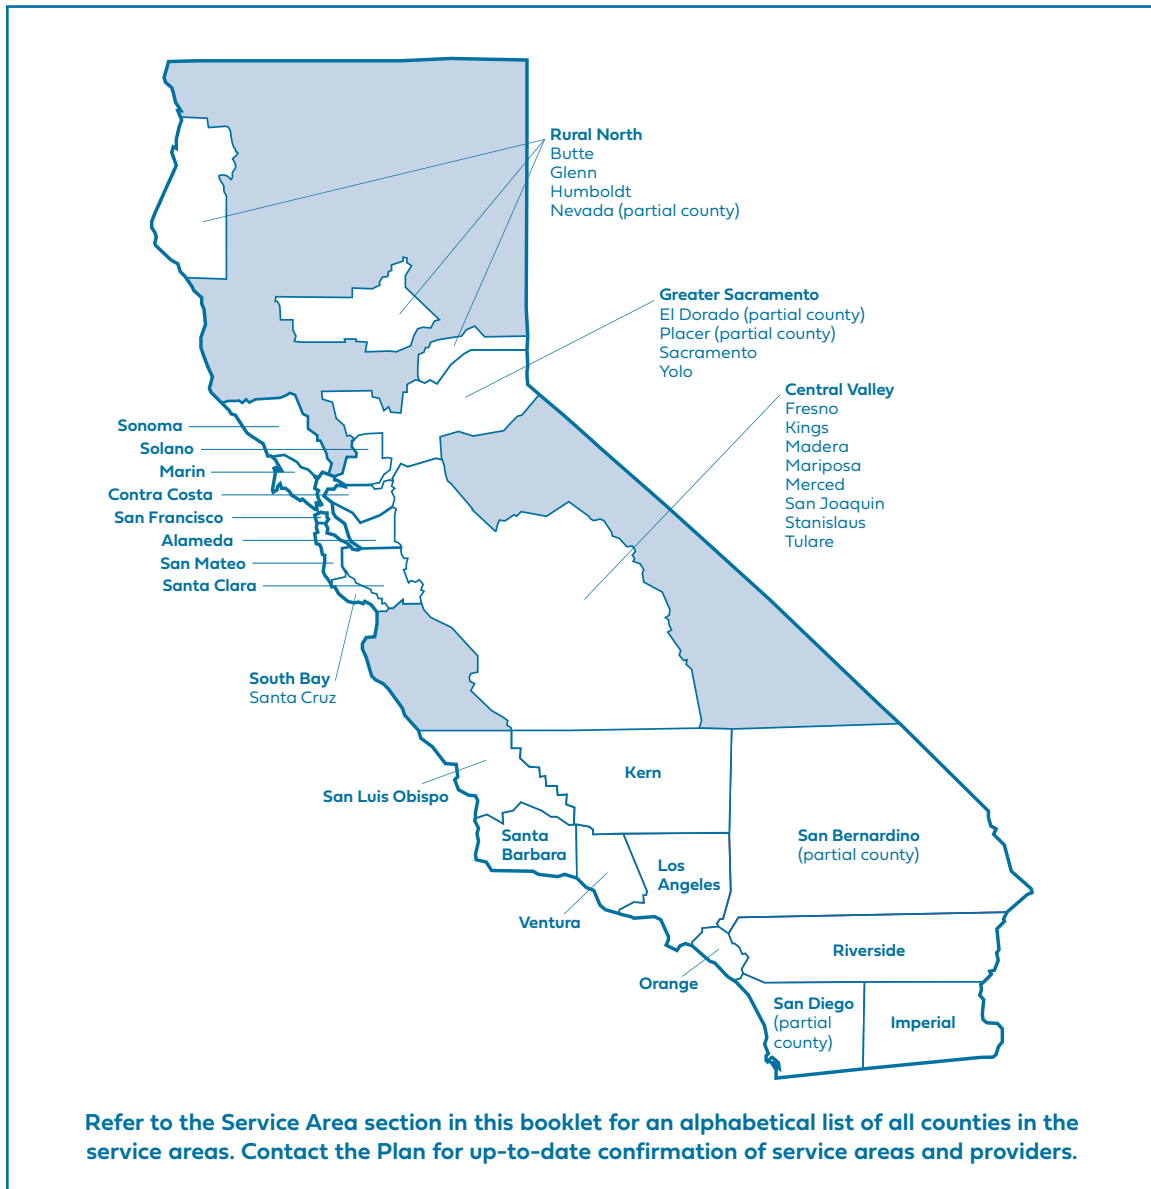 Rural North
Butte
Glenn
Humboldt
Nevada (partial county)
Greater Sacramento
El Dorado (partial county)
Placer (partial county)
Sacramento
Yolo
Central Valley
Fresno
Kings
Madera
Mariposa
Merced
San Joaquin
Stanislaus
Tulare
Sonoma
Solano
Marin
Contra Costa
San Francisco
Alameda
San Mateo
Santa Clara
South Bay
Santa Cruz
San Luis Obispo
Kern
Santa
Barbara
Los
Angeles
San Bernardino
(partial county)
Ventura
Orange
Riverside
San Diego
(partial
county)
Imperial
Refer to the Service Area section in this booklet for an alphabetical list of all counties in the
service areas. Contact the Plan for up-to-date confirmation of service areas and providers.